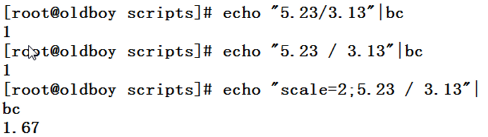 [root@oldboy scripts]# echo "5.23/3.13"|bc
1
[root@oldboy scripts]# echo "5.23 / 3.13"|bc
1
[root@oldboy scripts]# echo "scale=2;5.23 / 3.13"|
bc
1.67